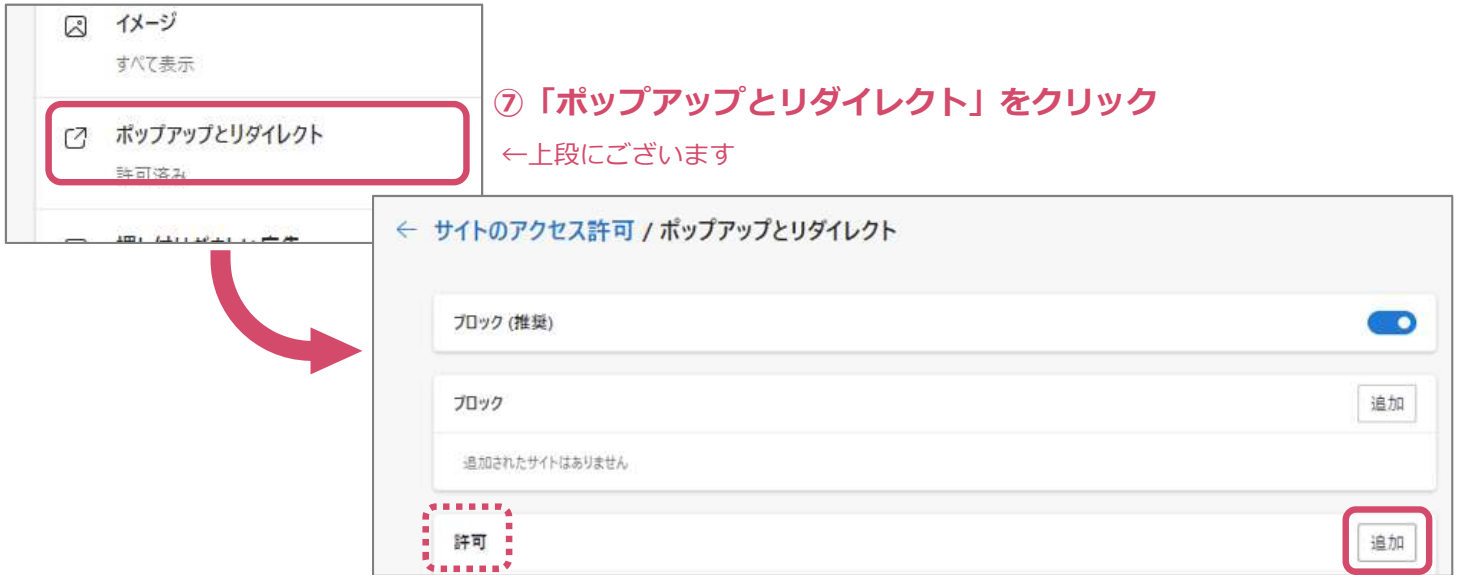 イメージ
すべて表示
ポップアップとリダイレクト
許可済み
⑦「ポップアップとリダイレクト」をクリック
←上段にございます
← サイトのアクセス許可 / ポップアップとリダイレクト
ブロック (推奨)
ブロック
追加
追加されたサイトはありません
許可
追加